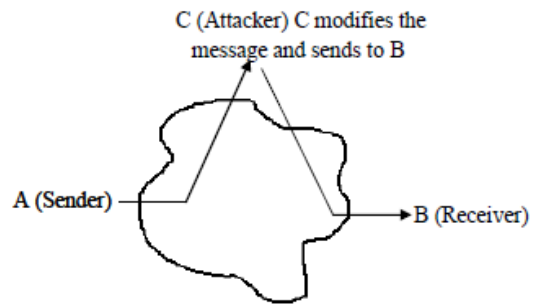 C (Attacker) C modifies the
message and sends to B
A (Sender)
B (Receiver)